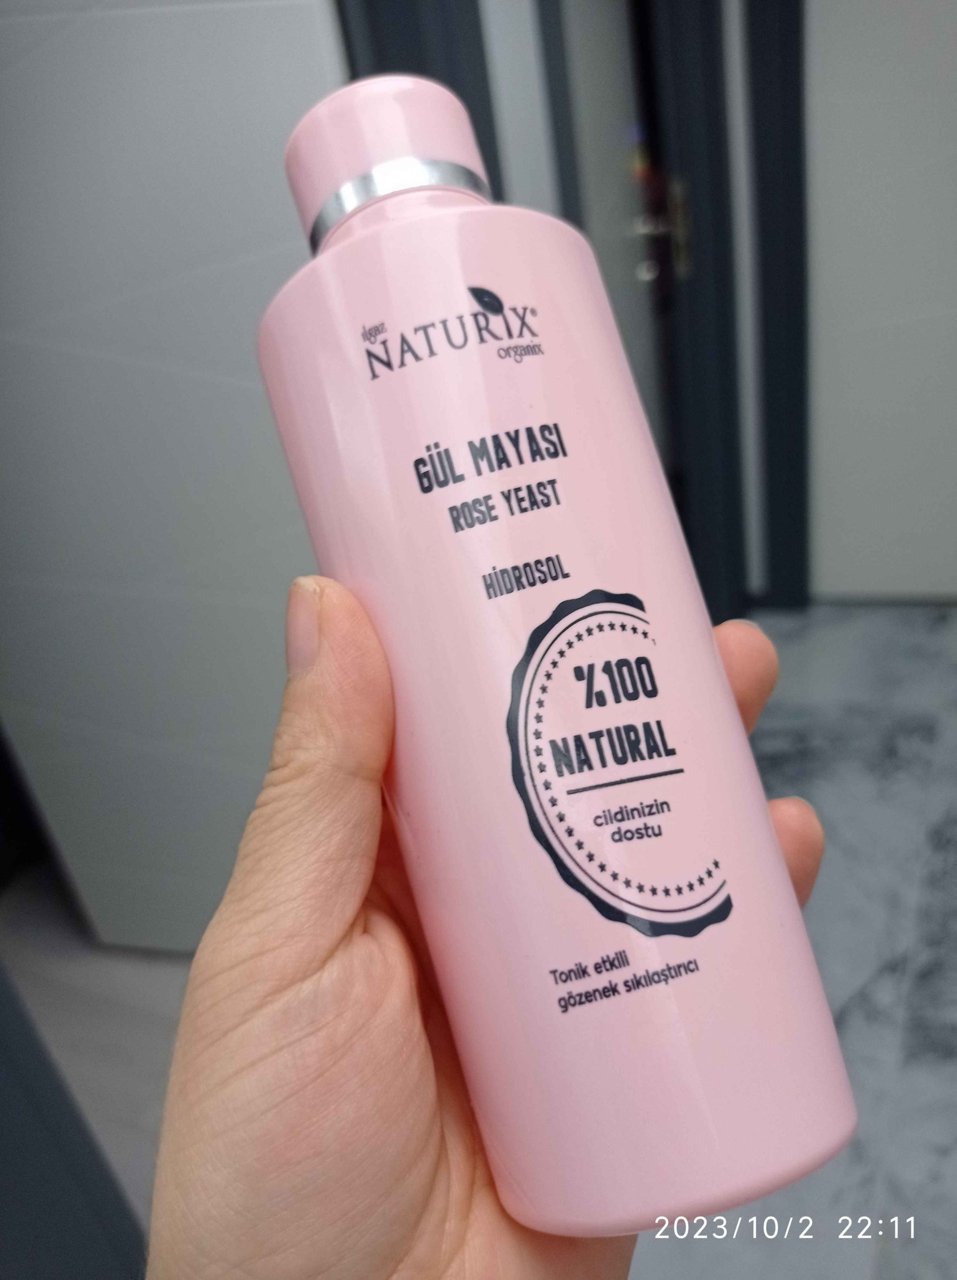 ılgaz
NATURiX®
organix
GÜL MAYASI
ROSE YEAST
HİDROSOL
%100
NATURAL
cildinizin
dostu
Tonik etkili
gözenek sıkılaştırıcı
2023/10/2 22:11